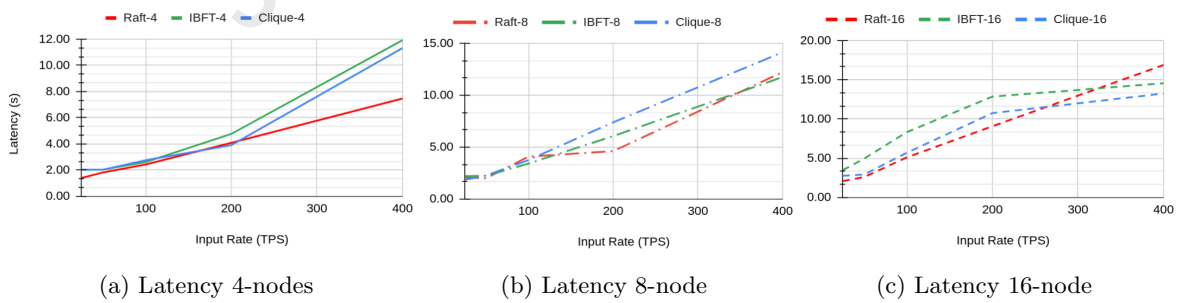 Raft-4 IBFT-4 Clique-4
12.00
10.00
8.00
6.00
4.00
2.00
0.00
Latency (s)
100 200 300 400
Input Rate (TPS)
(a) Latency 4-nodes
Raft-8 IBFT-8 Clique-8
15.00
10.00
5.00
0.00
100 200 300 400
Input Rate (TPS)
(b) Latency 8-node
Raft-16 IBFT-16 Clique-16
20.00
15.00
10.00
5.00
0.00
100 200 300 400
Input Rate (TPS)
(c) Latency 16-node